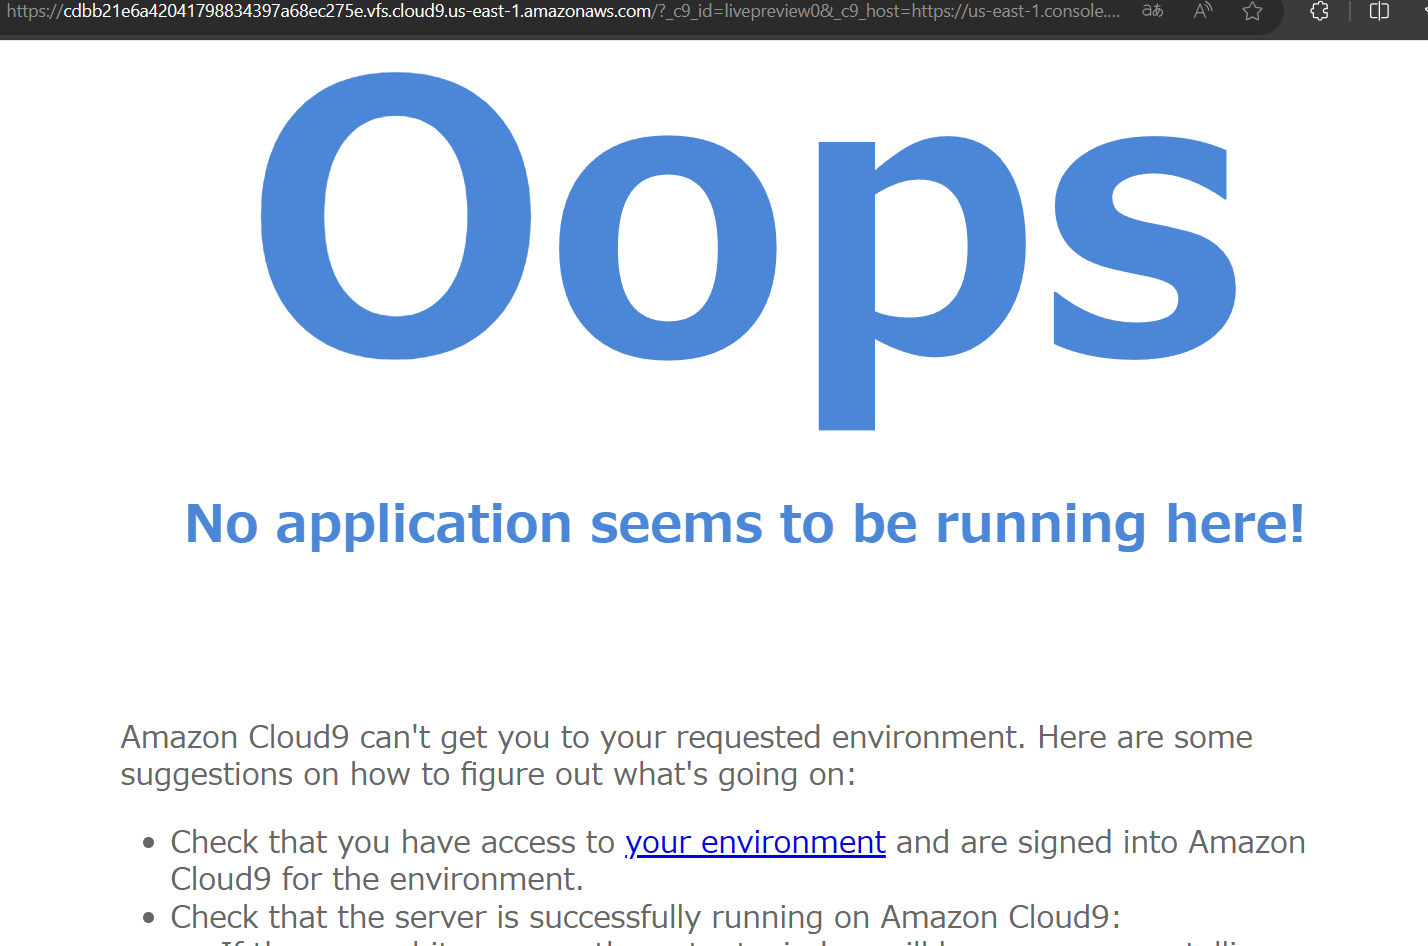 https://cdbb21e6a42041798834397a68ec275e.vfs.cloud9.us-east-1.amazonaws.com/?_c9_id=livepreview0&_c9_host=https://us-east-1.console....
aあ
Oops
No application seems to be running here!
Amazon Cloud9 can't get you to your requested environment. Here are some
suggestions on how to figure out what's going on:
• Check that you have access to your environment and are signed into Amazon
Cloud9 for the environment.
• Check that the server is successfully running on Amazon Cloud9: